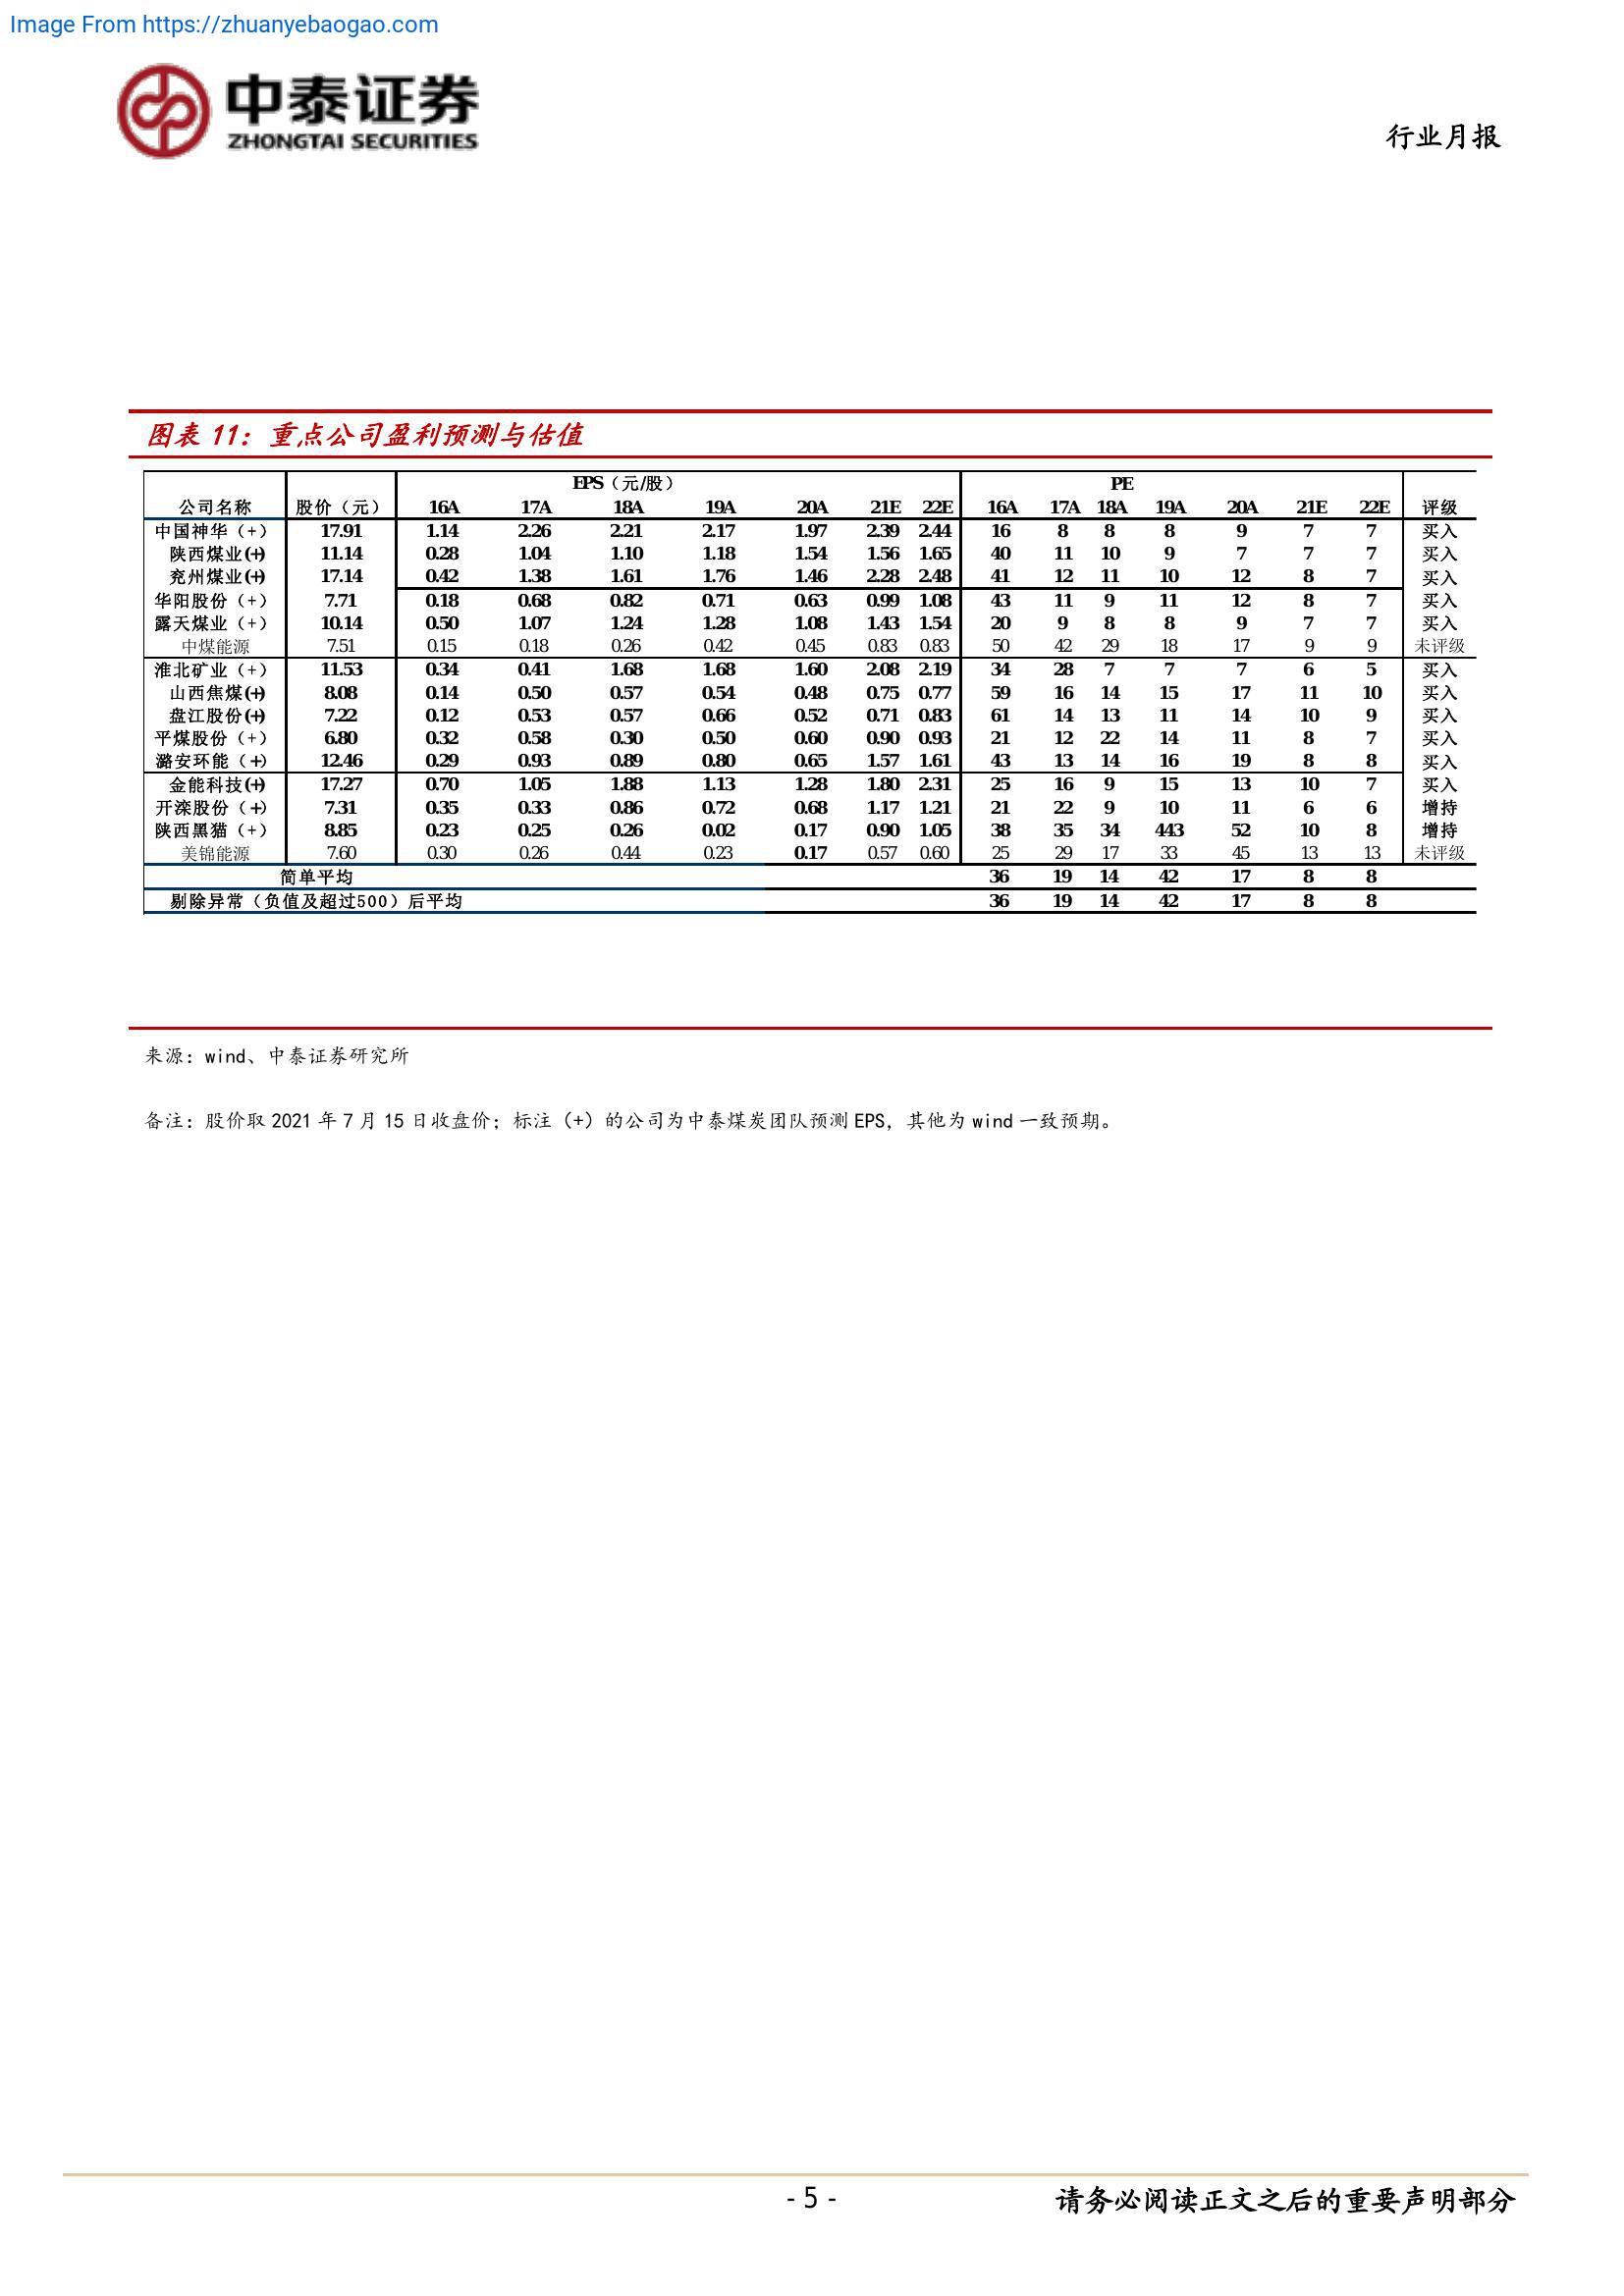 Image From https://zhuanyebaogao.com
中泰证券
ZHONGTAI SECURITIES
行业月报
图表 11：重点公司盈利预测与估值
EPS（元/股） PE
公司名称 股价（元） 16A 17A 18A 19A 20A 21E 22E 16A 17A 18A 19A 20A 21E 22E 评级
中国神华（+） 17.91 1.14 2.26 2.21 2.17 1.97 2.39 2.44 16 8 8 8 9 7 7 买入
陕西煤业(+) 11.14 0.28 1.04 1.10 1.18 1.54 1.56 1.65 40 11 10 9 7 7 7 买入
兖州煤业(+) 17.14 0.42 1.38 1.61 1.76 1.46 2.28 2.48 41 12 11 10 12 8 7 买入
华阳股份（+） 7.71 0.18 0.68 0.82 0.71 0.63 0.99 1.08 43 11 9 11 12 8 7 买入
露天煤业（+） 10.14 0.50 1.07 1.24 1.28 1.08 1.43 1.54 20 9 8 8 9 7 7 买入
中煤能源 7.51 0.15 0.18 0.26 0.42 0.45 0.83 0.83 50 42 29 18 17 9 9 未评级
淮北矿业（+） 11.53 0.34 0.41 1.68 1.68 1.60 2.08 2.19 34 28 7 7 7 6 5 买入
山西焦煤(+) 8.08 0.14 0.50 0.57 0.54 0.48 0.75 0.77 59 16 14 15 17 11 10 买入
盘江股份(+) 7.22 0.12 0.53 0.57 0.66 0.52 0.71 0.83 61 14 13 11 14 10 9 买入
平煤股份（+） 6.80 0.32 0.58 0.30 0.50 0.60 0.90 0.93 21 12 22 14 11 8 7 买入
潞安环能（+） 12.46 0.29 0.93 0.89 0.80 0.65 1.57 1.61 43 13 14 16 19 8 8 买入
金能科技(+) 17.27 0.70 1.05 1.88 1.13 1.28 1.80 2.31 25 16 9 15 13 10 7 买入
开滦股份（+） 7.31 0.35 0.33 0.86 0.72 0.68 1.17 1.21 21 22 9 10 11 6 6 增持
陕西黑猫（+） 8.85 0.23 0.25 0.26 0.02 0.17 0.90 1.05 38 35 34 443 52 10 8 增持
美锦能源 7.60 0.30 0.26 0.44 0.23 0.17 0.57 0.60 25 29 17 33 45 13 13 未评级
简单平均 36 19 14 42 17 8 8
剔除异常（负值及超过500）后平均 36 19 14 42 17 8 8
来源：wind、中泰证券研究所
备注：股价取 2021 年 7 月 15 日收盘价；标注（+）的公司为中泰煤炭团队预测 EPS，其他为 wind 一致预期。
- 5 -
请务必阅读正文之后的重要声明部分